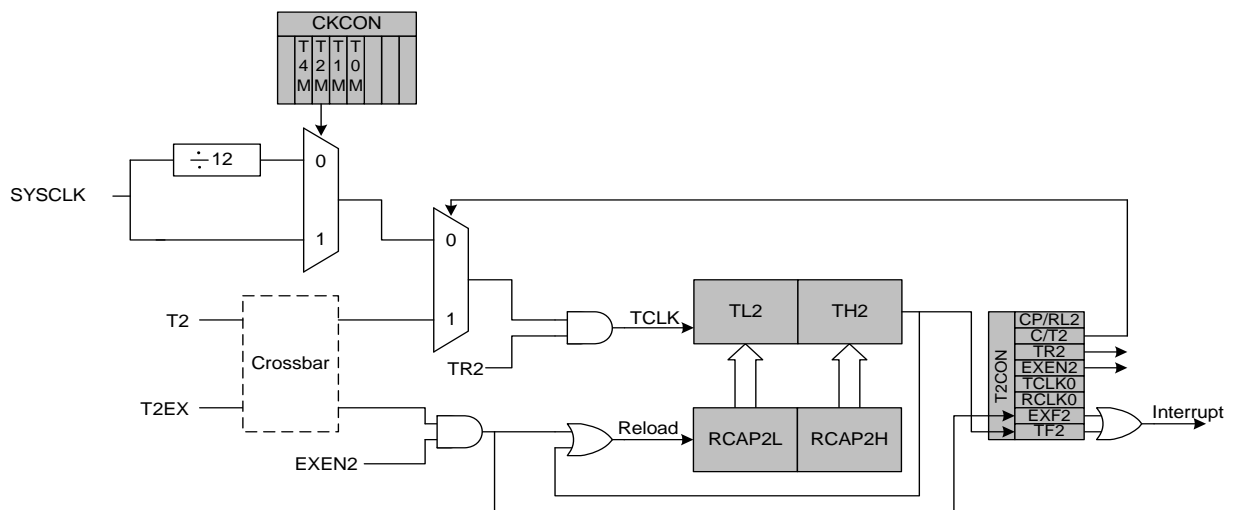 CKCON
T4M
T2M
T1M
T0M
÷12
0
SYSCLK
1
0
T2
1
TCLK
TL2
TH2
CP/RL2
C/T2
TR2
EXEN2
TCLK0
RCLK0
EXF2
TF2
T2CON
Crossbar
TR2
T2EX
Reload
RCAP2L
RCAP2H
Interrupt
EXEN2